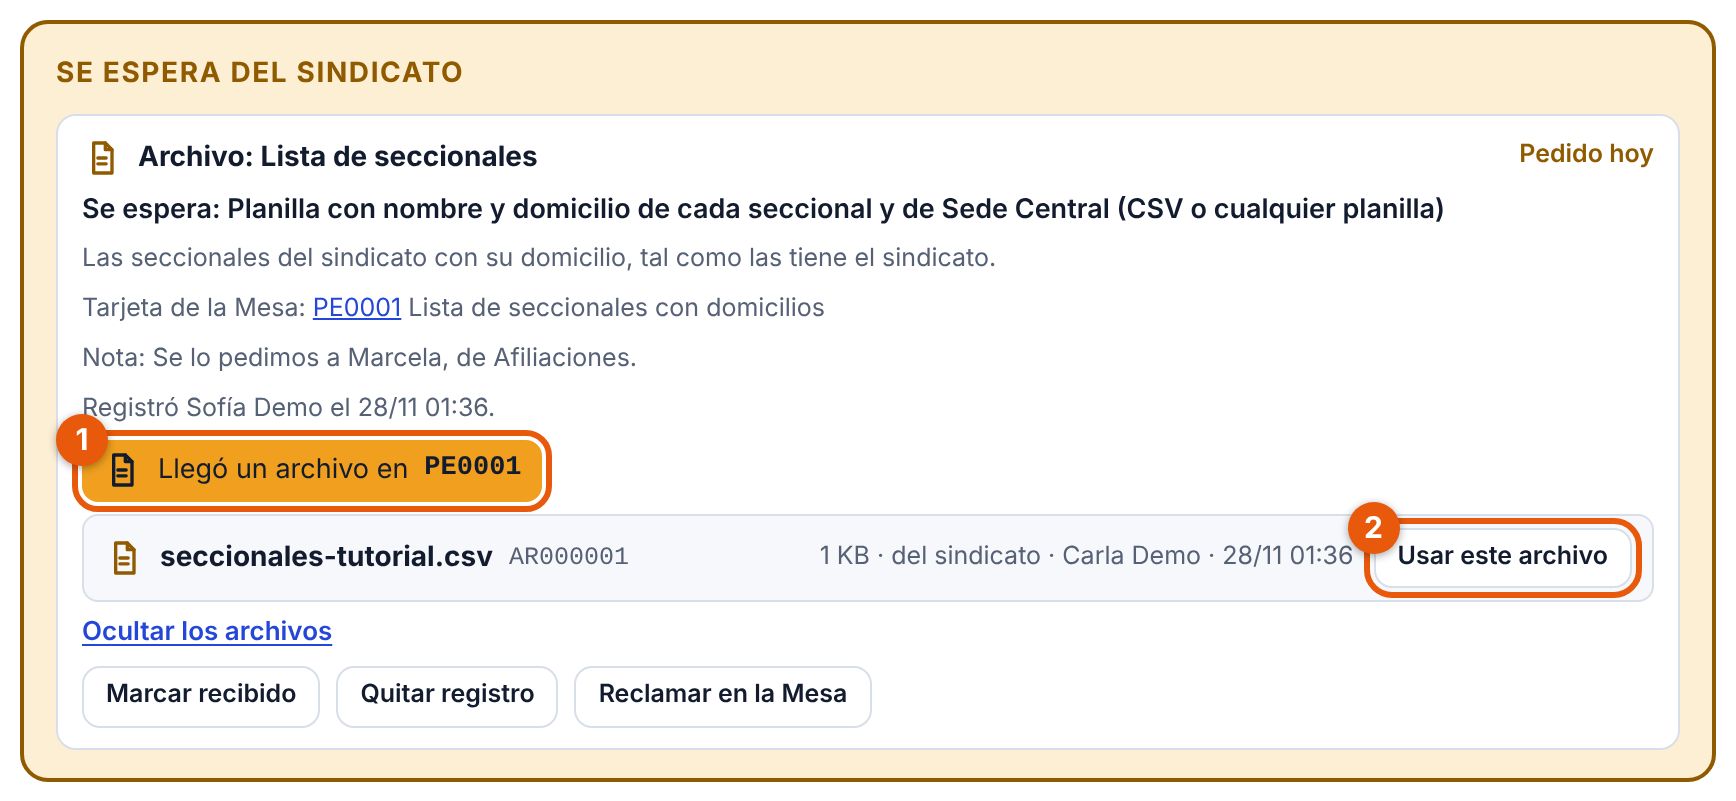 SE ESPERA DEL SINDICATO
Archivo: Lista de seccionales
Pedido hoy
Se espera: Planilla con nombre y domicilio de cada seccional y de Sede Central (CSV o cualquier planilla)
Las seccionales del sindicato con su domicilio, tal como las tiene el sindicato.
Tarjeta de la Mesa: PE0001 Lista de seccionales con domicilios
Nota: Se lo pedimos a Marcela, de Afiliaciones.
Registró Sofía Demo el 28/11 01:36.
1
Llegó un archivo en PE0001
2
seccionales-tutorial.csv AR000001 1 KB · del sindicato · Carla Demo · 28/11 01:36 Usar este archivo
Ocultar los archivos
Marcar recibido Quitar registro Reclamar en la Mesa